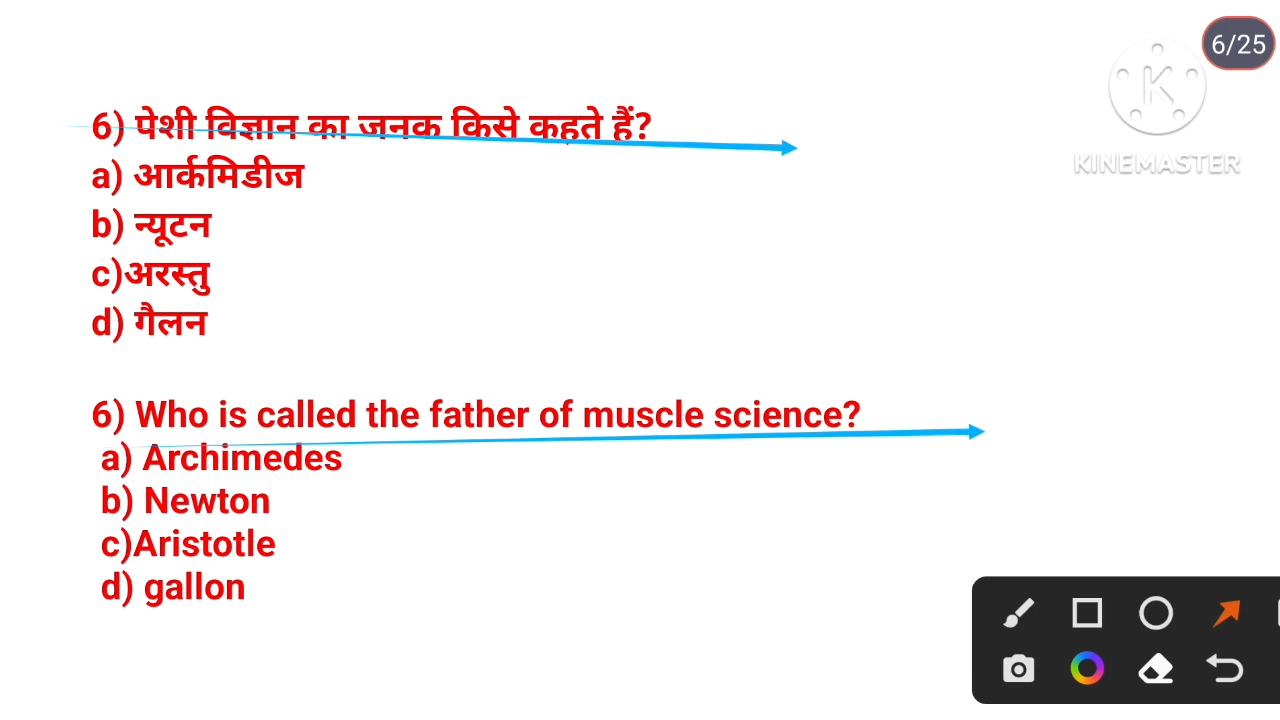 6/25
KINEMASTER
6) पेशी विज्ञान का जनक किसे कहते हैं?
a) आर्कमिडीज
b) न्यूटन
c)अरस्तु
d) गैलन
6) Who is called the father of muscle science?
a) Archimedes
b) Newton
c)Aristotle
d) gallon